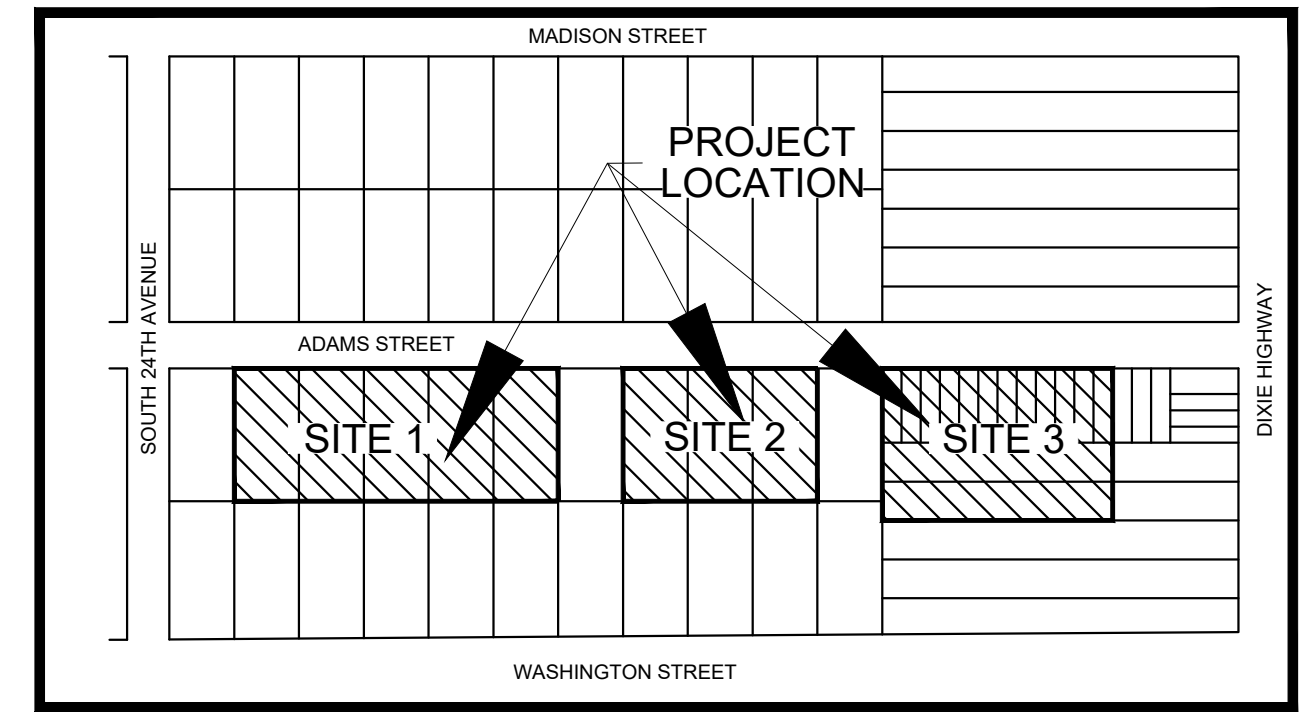 MADISON STREET
PROJECT
LOCATION
SOUTH 24TH AVENUE
ADAMS STREET
DIXIE HIGHWAY
SITE 1
SITE 2
SITE 3
WASHINGTON STREET